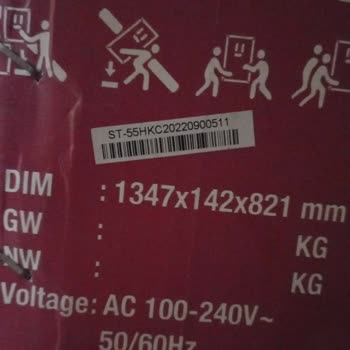 ST-55HKC20220900511
DIM : 1347x142x821 mm
GW : KG
NW : KG
Voltage: AC 100-240V~
50/60Hz